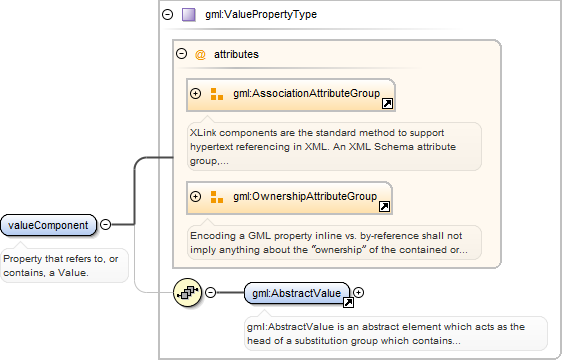 gml:ValuePropertyType
@ attributes
gml:AssociationAttributeGroup
XLink components are the standard method to support
hypertext referencing in XML. An XML Schema attribute
group,...
gml:OwnershipAttributeGroup
Encoding a GML property inline vs. by-reference shall not
imply anything about the "ownership" of the contained or...
valueComponent
Property that refers to, or
contains, a Value.
gml:AbstractValue
gml:AbstractValue is an abstract element which acts as the
head of a substitution group which contains...